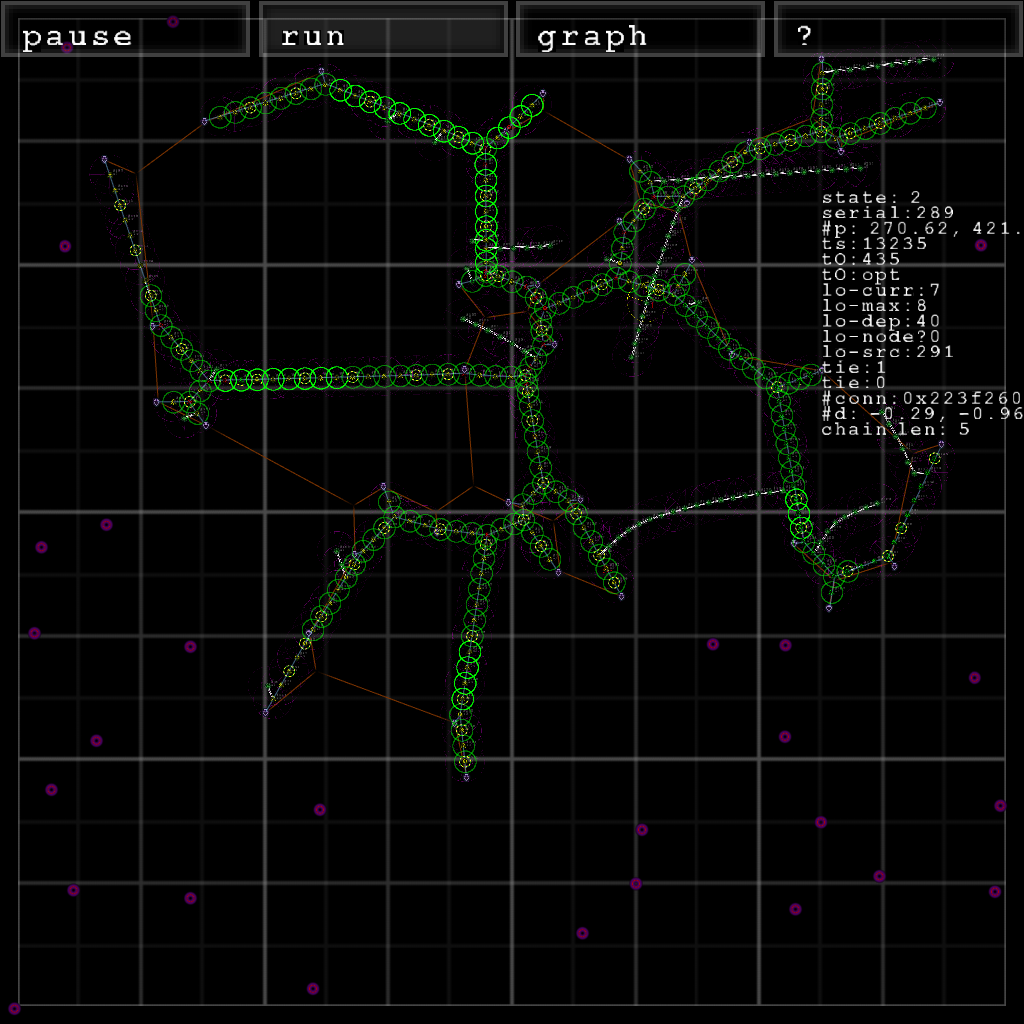 pause run graph ?
state: 2
serial:289
#p: 270.62, 421.
ts:13235
tO:435
tO:opt
lo-curr:7
lo-max:8
lo-dep:40
lo-node?0
lo-src:291
tie:1
tie:0
#conn:0x223f260
#d: -0.29, -0.96
chain len: 5